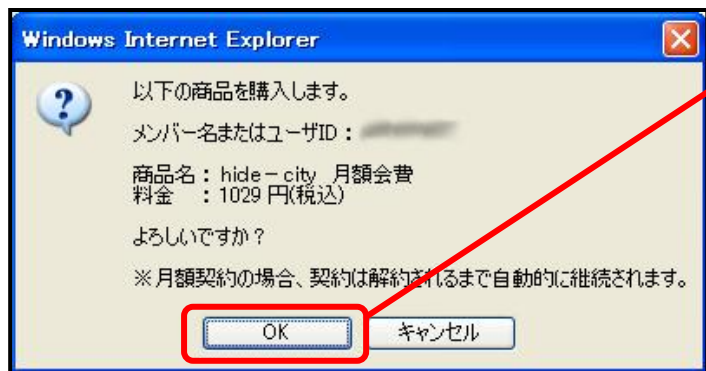 Windows Internet Explorer
以下の商品を購入します。
メンバー名またはユーザID：
商品名：hide－city 月額会費
料金　：1029 円(税込)
よろしいですか？
※月額契約の場合、契約は解約されるまで自動的に継続されます。
OK
キャンセル